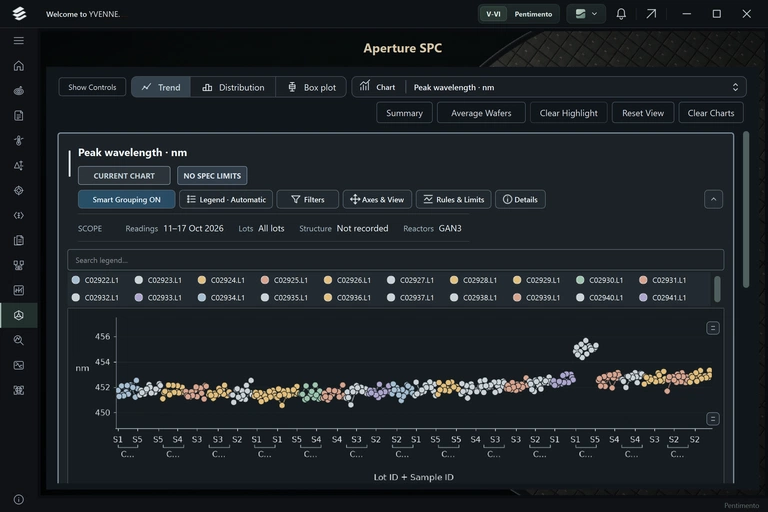 Welcome to YVENNE.
V-VI Pentimento
Aperture SPC
Show Controls Trend Distribution Box plot Chart Peak wavelength · nm
Summary Average Wafers Clear Highlight Reset View Clear Charts
Peak wavelength · nm
CURRENT CHART NO SPEC LIMITS
Smart Grouping ON Legend · Automatic Filters Axes & View Rules & Limits Details
SCOPE Readings 11–17 Oct 2026 Lots All lots Structure Not recorded Reactors GAN3
Search legend...
C02922.L1 C02923.L1 C02924.L1 C02925.L1 C02926.L1 C02927.L1 C02928.L1 C02929.L1 C02930.L1 C02931.L1
C02932.L1 C02933.L1 C02934.L1 C02935.L1 C02936.L1 C02937.L1 C02938.L1 C02939.L1 C02940.L1 C02941.L1
456
454
nm
452
450
S1 S5 S5 S4 S3 S3 S2 S1 S1 S5 S4 S4 S3 S2 S2 S1 S5 S5 S4 S3 S2 S1 S1 S5 S4 S4 S3 S2 S2
C... C... C... C... C... C... C... C... C... C... C... C... C...
Lot ID + Sample ID
Pentimento